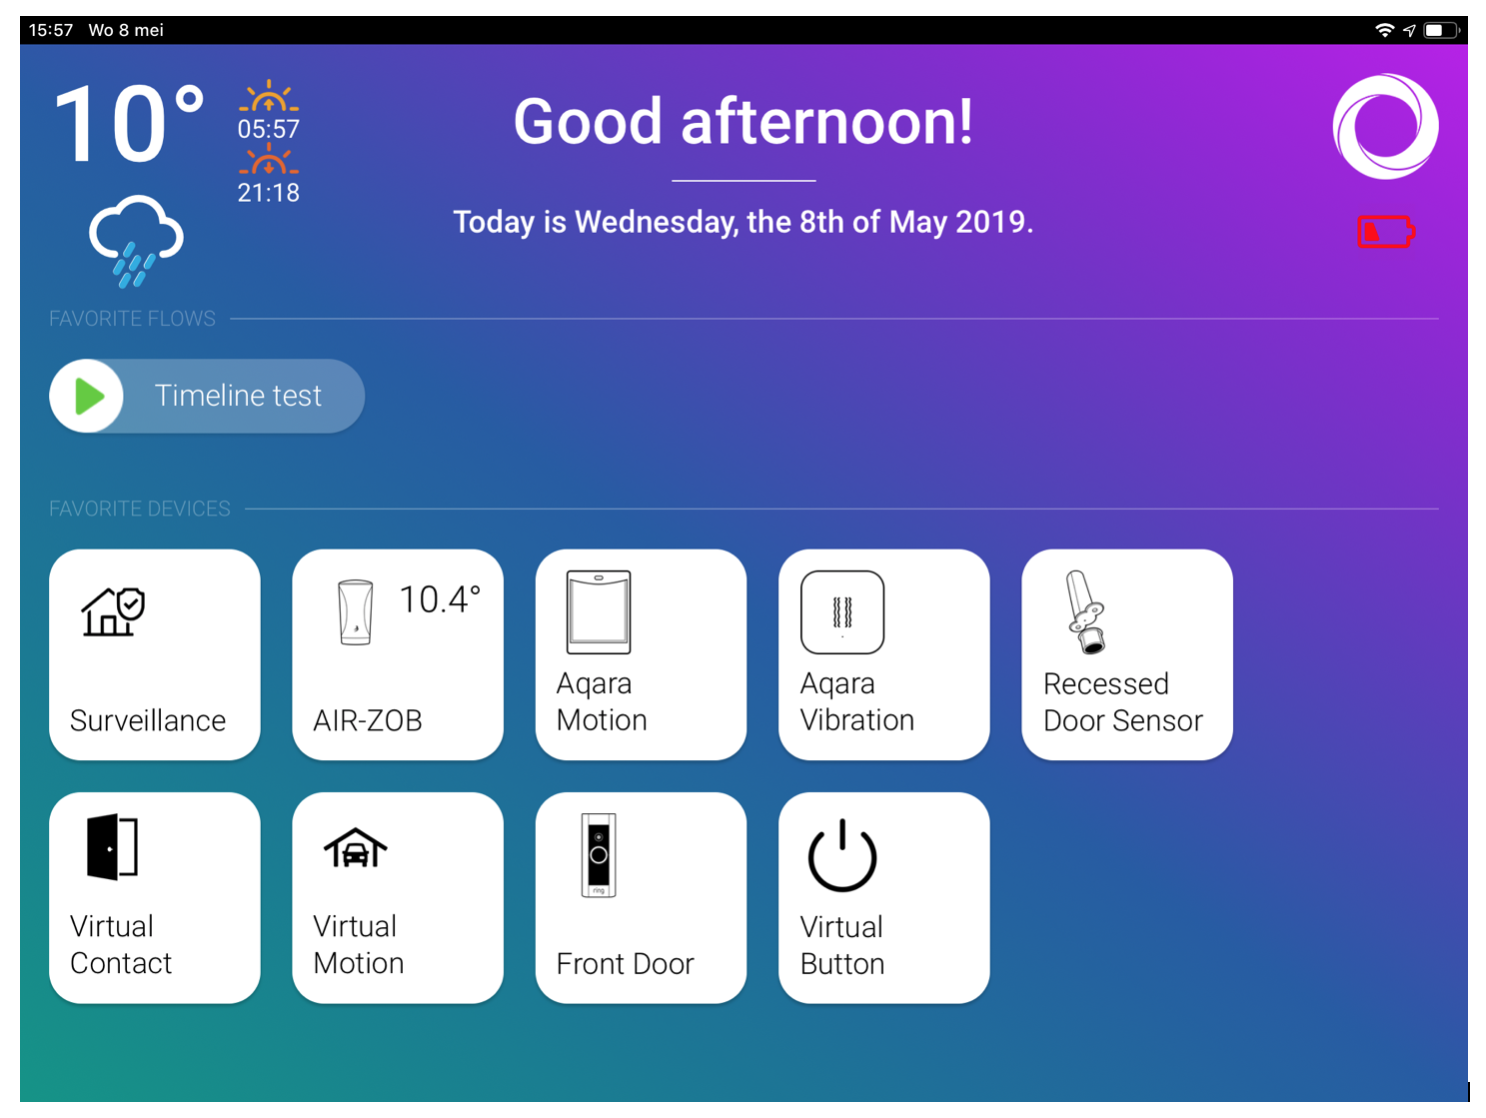 15:57 Wo 8 mei
10°
05:57
21:18
Good afternoon!
Today is Wednesday, the 8th of May 2019.
FAVORITE FLOWS
Timeline test
FAVORITE DEVICES
Surveillance
10.4°
AIR-ZOB
Aqara
Motion
Aqara
Vibration
Recessed
Door Sensor
Virtual
Contact
Virtual
Motion
ring
Front Door
Virtual
Button